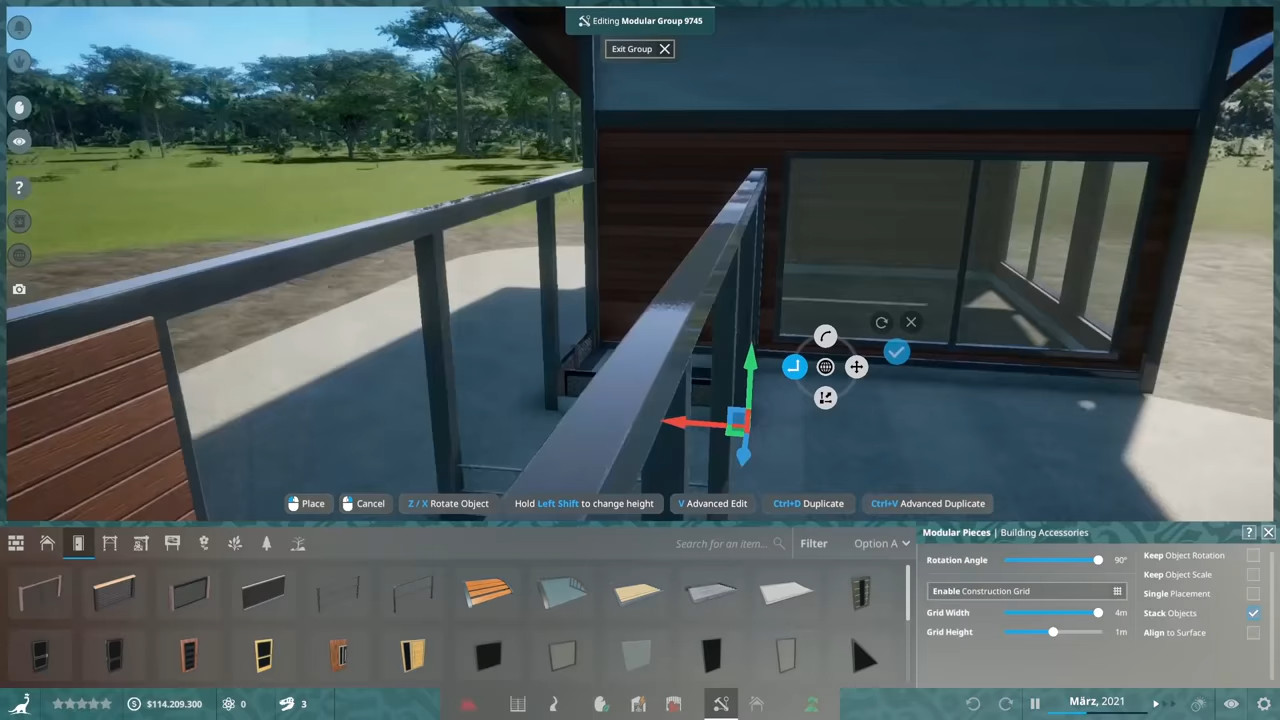 Editing Modular Group 9745
Exit Group
?
Place
Cancel
Z / X Rotate Object
Hold Left Shift to change height
V Advanced Edit
Ctrl+D Duplicate
Ctrl+V Advanced Duplicate
Search for an item...
Filter
Option A
Modular Pieces | Building Accessories
?
Rotation Angle
90°
Enable Construction Grid
Grid Width
4m
Grid Height
1m
Keep Object Rotation
Keep Object Scale
Single Placement
Stack Objects
Align to Surface
$114.209.300
0
3
März, 2021